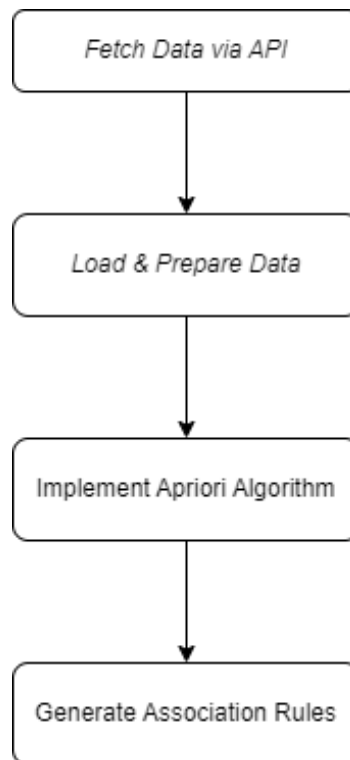 Fetch Data via API
Load & Prepare Data
Implement Apriori Algorithm
Generate Association Rules